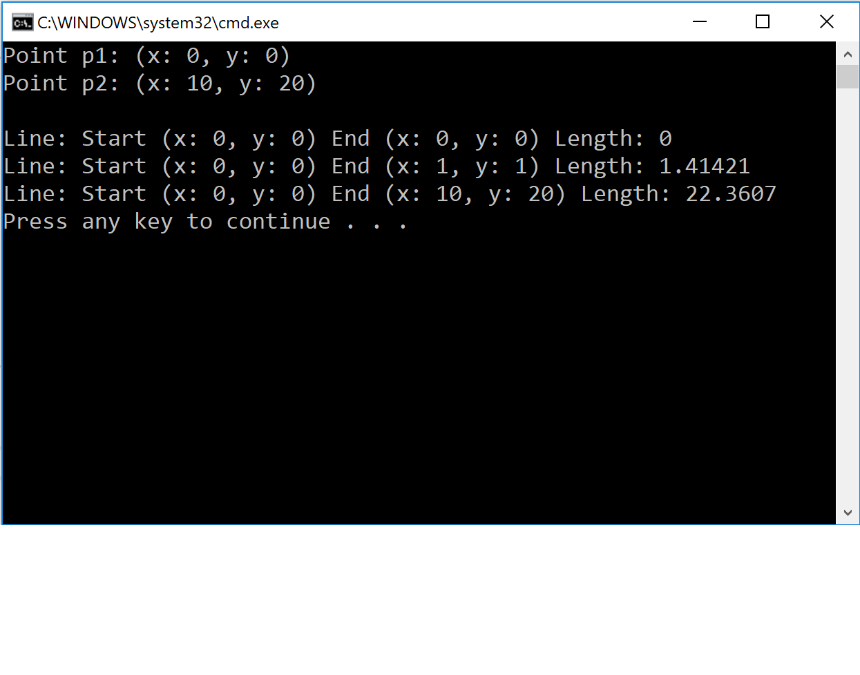 C:\WINDOWS\system32\cmd.exe
Point p1: (x: 0, y: 0)
Point p2: (x: 10, y: 20)
Line: Start (x: 0, y: 0) End (x: 0, y: 0) Length: 0
Line: Start (x: 0, y: 0) End (x: 1, y: 1) Length: 1.41421
Line: Start (x: 0, y: 0) End (x: 10, y: 20) Length: 22.3607
Press any key to continue . . .